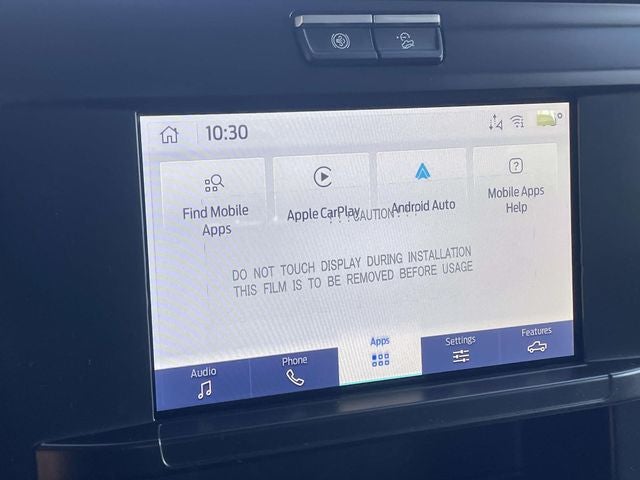 10:30
Find Mobile
Apps
Apple CarPlay
Android Auto
Mobile Apps
Help
CAUTION
DO NOT TOUCH DISPLAY DURING INSTALLATION
THIS FILM IS TO BE REMOVED BEFORE USAGE
Audio
Phone
Apps
Settings
Features